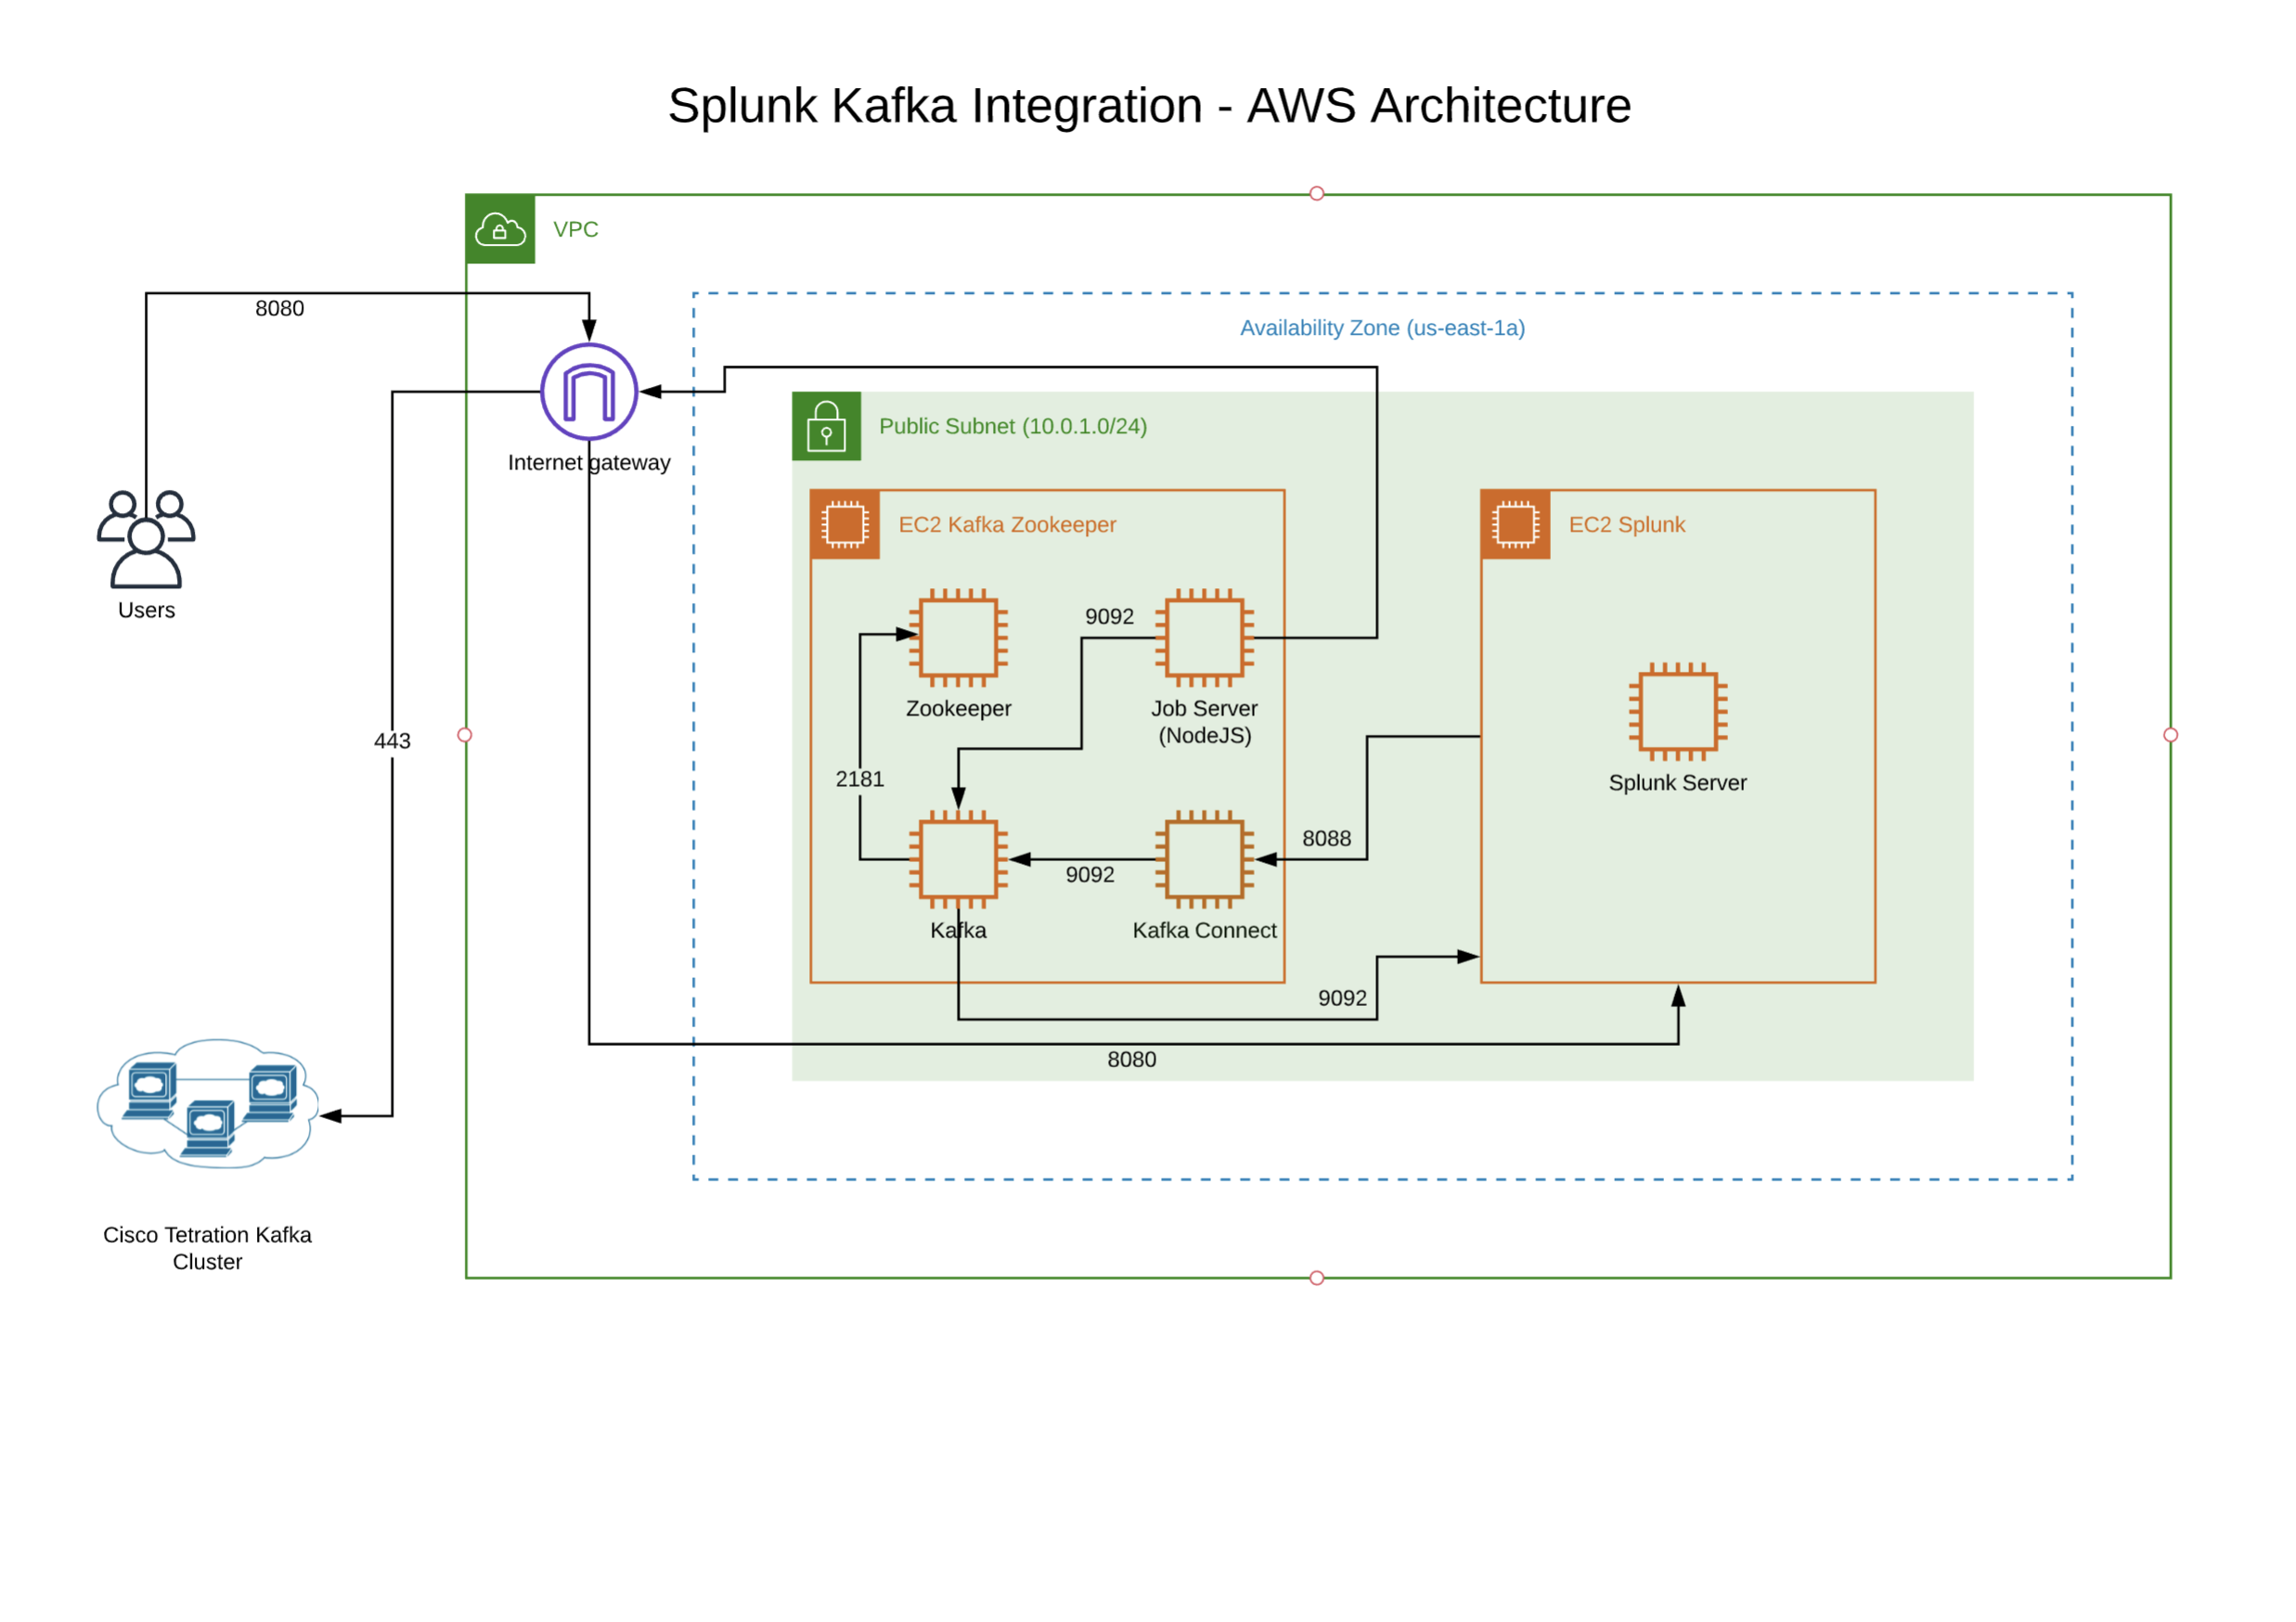 Splunk Kafka Integration - AWS Architecture
VPC
8080
Availability Zone (us-east-1a)
Public Subnet (10.0.1.0/24)
Internet gateway
EC2 Kafka Zookeeper
EC2 Splunk
Users
9092
Zookeeper
Job Server
(NodeJS)
443
2181
Splunk Server
8088
9092
Kafka
Kafka Connect
9092
8080
Cisco Tetration Kafka
Cluster